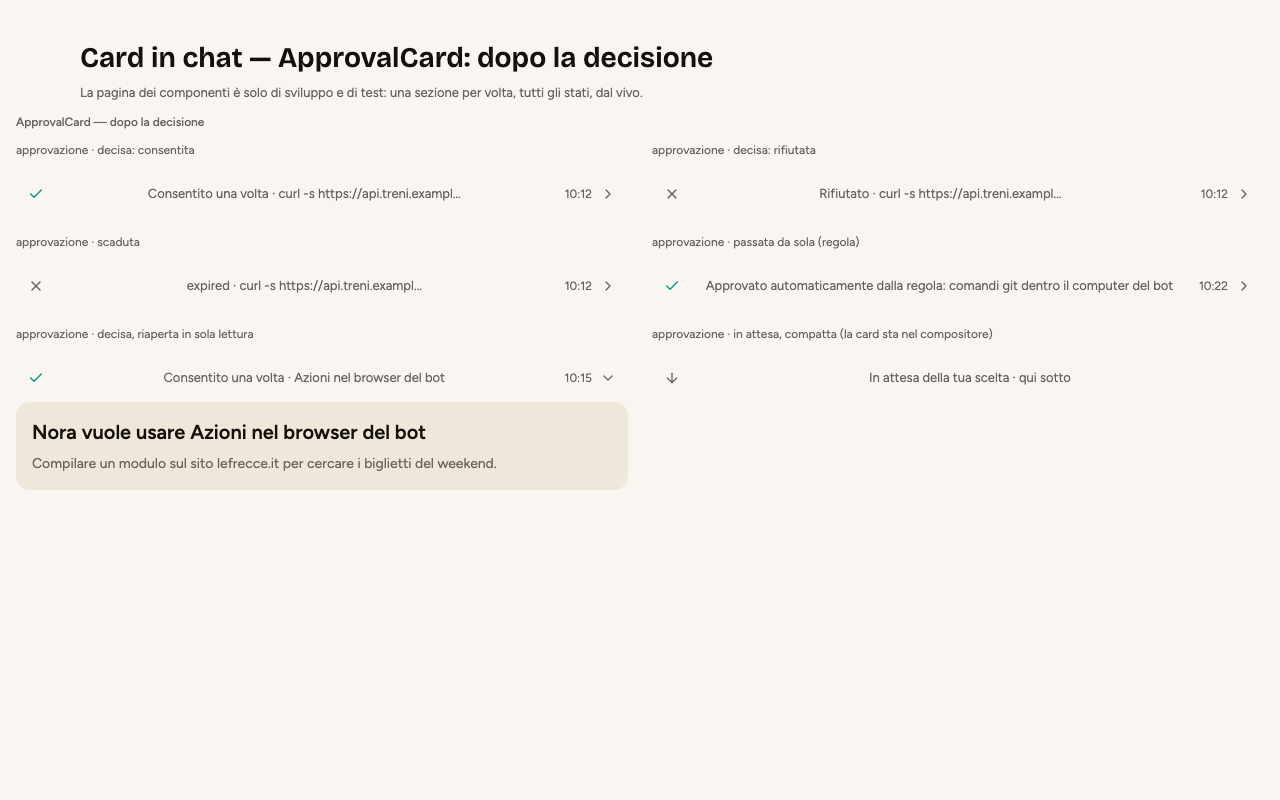 Card in chat — ApprovalCard: dopo la decisione
La pagina dei componenti è solo di sviluppo e di test: una sezione per volta, tutti gli stati, dal vivo.
ApprovalCard — dopo la decisione
approvazione · decisa: consentita
Consentito una volta · curl -s https://api.treni.exampl... 10:12
approvazione · decisa: rifiutata
Rifiutato · curl -s https://api.treni.exampl... 10:12
approvazione · scaduta
expired · curl -s https://api.treni.exampl... 10:12
approvazione · passata da sola (regola)
Approvato automaticamente dalla regola: comandi git dentro il computer del bot 10:22
approvazione · decisa, riaperta in sola lettura
Consentito una volta · Azioni nel browser del bot 10:15
Nora vuole usare Azioni nel browser del bot
Compilare un modulo sul sito lefrecce.it per cercare i biglietti del weekend.
approvazione · in attesa, compatta (la card sta nel compositore)
In attesa della tua scelta · qui sotto